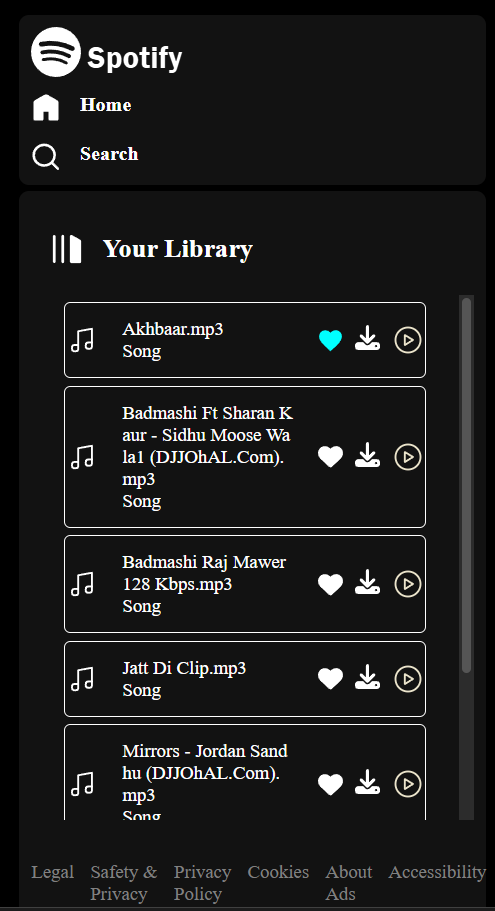 Spotify
Home
Search
Your Library
Akhbaar.mp3
Song
Badmashi Ft Sharan K
aur - Sidhu Moose Wa
la1 (DJJOhAL.Com).
mp3
Song
Badmashi Raj Mawer
128 Kbps.mp3
Song
Jatt Di Clip.mp3
Song
Mirrors - Jordan Sand
hu (DJJOhAL.Com).
mp3
Song
Legal Safety & Privacy Cookies About Accessibility
Privacy Policy Ads